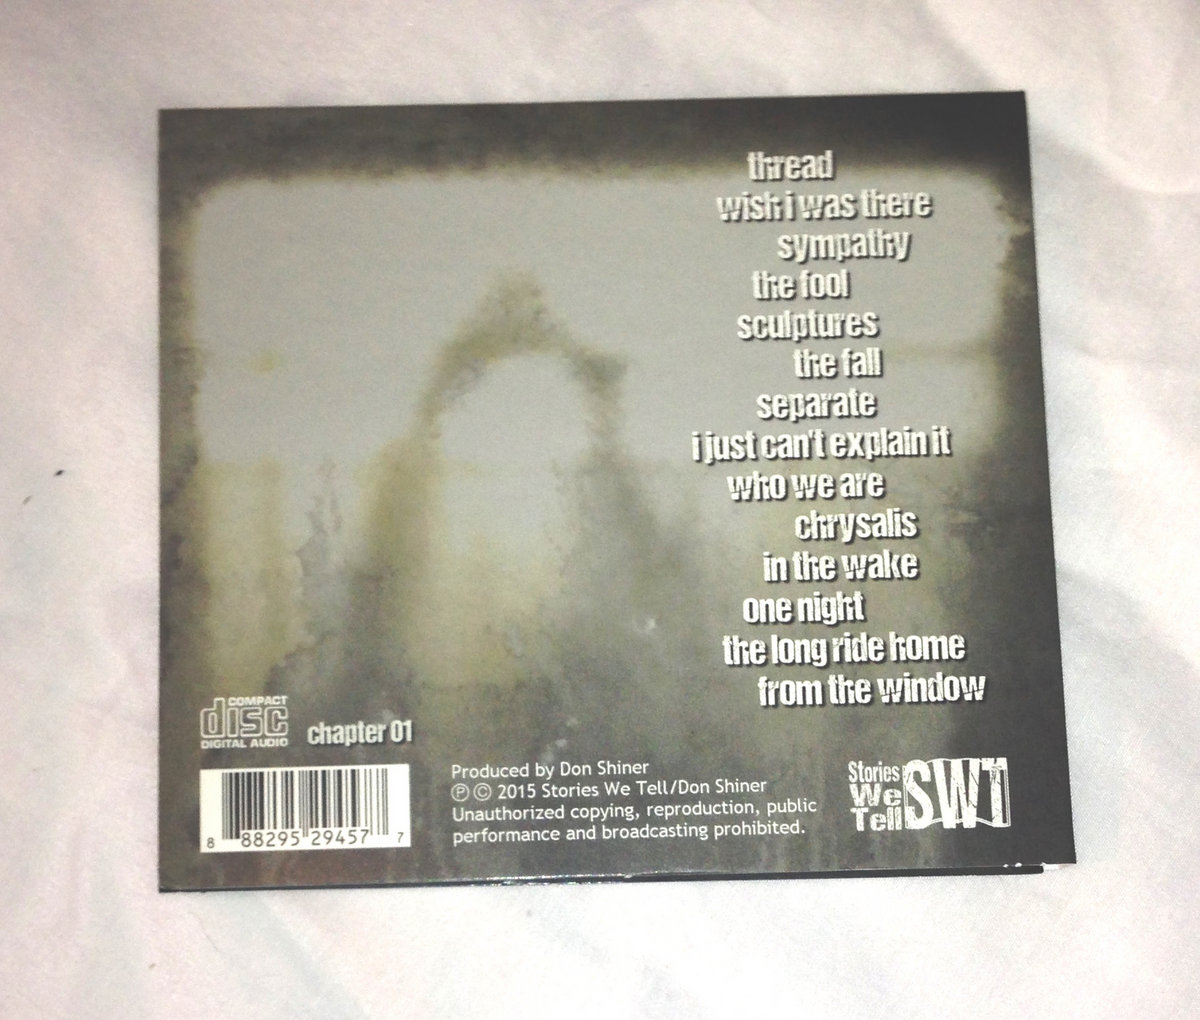 thread
wish i was there
sympathy
the fool
sculptures
the fall
separate
i just can't explain it
who we are
chrysalis
in the wake
one night
the long ride home
from the window
COMPACT
disc
DIGITAL AUDIO
chapter 01
8 88295 29457 7
Produced by Don Shiner
Ⓟ © 2015 Stories We Tell/Don Shiner
Unauthorized copying, reproduction, public
performance and broadcasting prohibited.
Stories
We
Tell
SWT